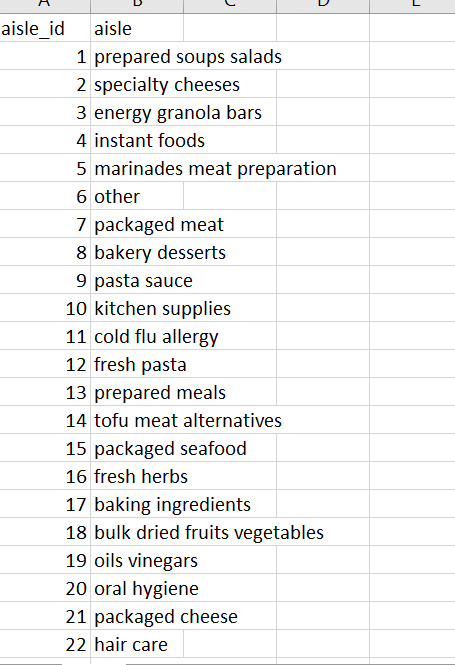 A B C D E
aisle_id aisle
1 prepared soups salads
2 specialty cheeses
3 energy granola bars
4 instant foods
5 marinades meat preparation
6 other
7 packaged meat
8 bakery desserts
9 pasta sauce
10 kitchen supplies
11 cold flu allergy
12 fresh pasta
13 prepared meals
14 tofu meat alternatives
15 packaged seafood
16 fresh herbs
17 baking ingredients
18 bulk dried fruits vegetables
19 oils vinegars
20 oral hygiene
21 packaged cheese
22 hair care